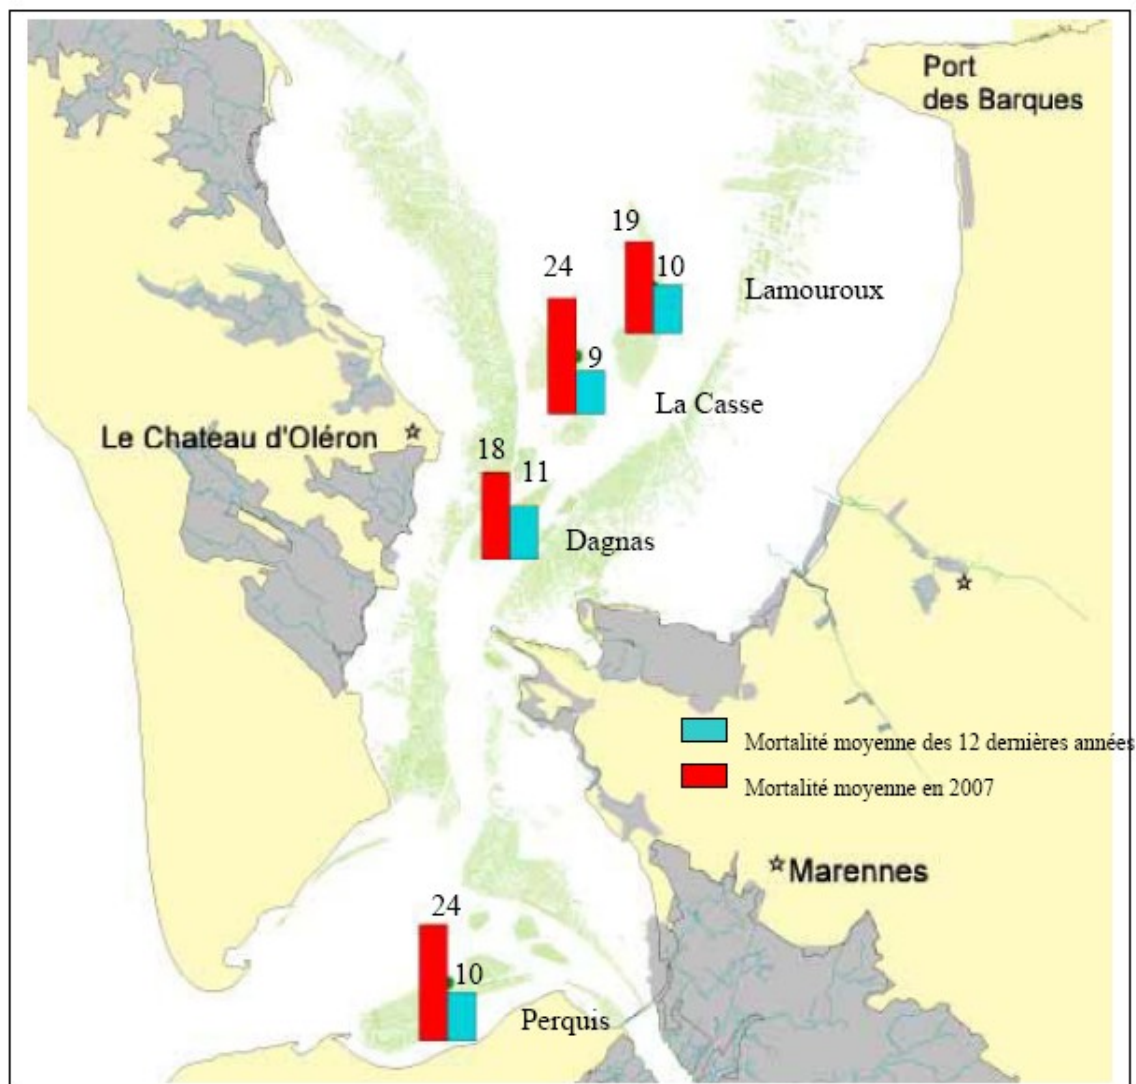 Port
des Barques
19
24
10
Lamouroux
9
La Casse
Le Chateau d'Oléron
18
11
Dagnas
Mortalité moyenne des 12 dernières années
Mortalité moyenne en 2007
Marennes
24
10
Perquis